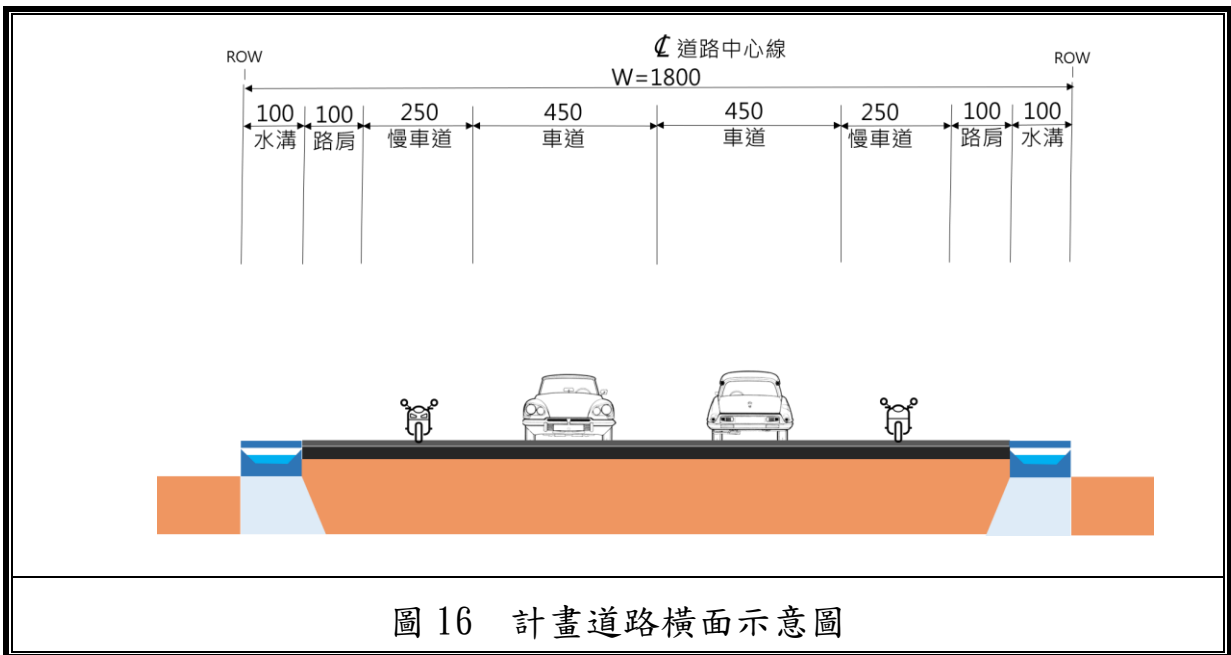 ℄ 道路中心線
ROW
ROW
W=1800
100 100 250 450 450 250 100 100
水溝 路肩 慢車道 車道 車道 慢車道 路肩 水溝
圖 16 計畫道路橫面示意圖